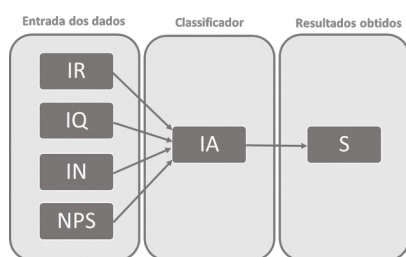 Entrada dos dados
Classificador
Resultados obtidos
IR
IQ
IN
NPS
IA
S